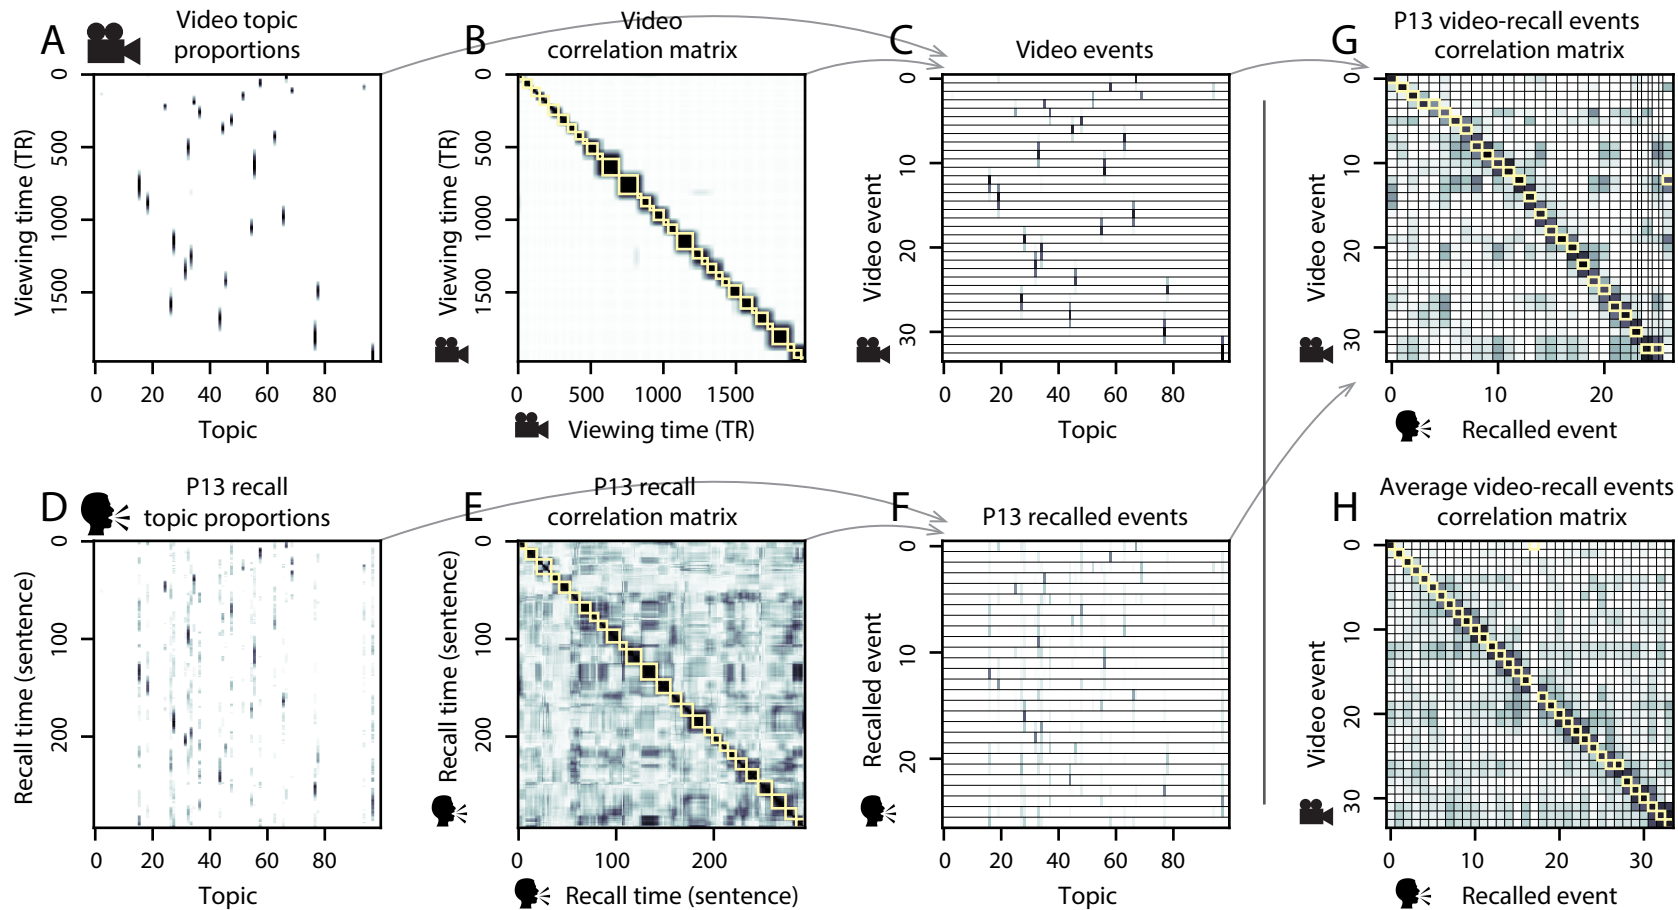 A
Video topic
proportions
0
500
1000
1500
Viewing time (TR)
0
20
40
60
80
Topic
B
Video
correlation matrix
0
500
1000
1500
Viewing time (TR)
0
500
1000
1500
Viewing time (TR)
C
Video events
0
10
20
30
Video event
0
20
40
60
80
Topic
G
P13 video-recall events
correlation matrix
0
10
20
30
Video event
0
10
20
Recalled event
D
P13 recall
topic proportions
0
100
200
Recall time (sentence)
0
20
40
60
80
Topic
E
P13 recall
correlation matrix
0
100
200
Recall time (sentence)
0
100
200
Recall time (sentence)
F
P13 recalled events
0
10
20
Recalled event
0
20
40
60
80
Topic
H
Average video-recall events
correlation matrix
0
10
20
30
Video event
0
10
20
30
Recalled event